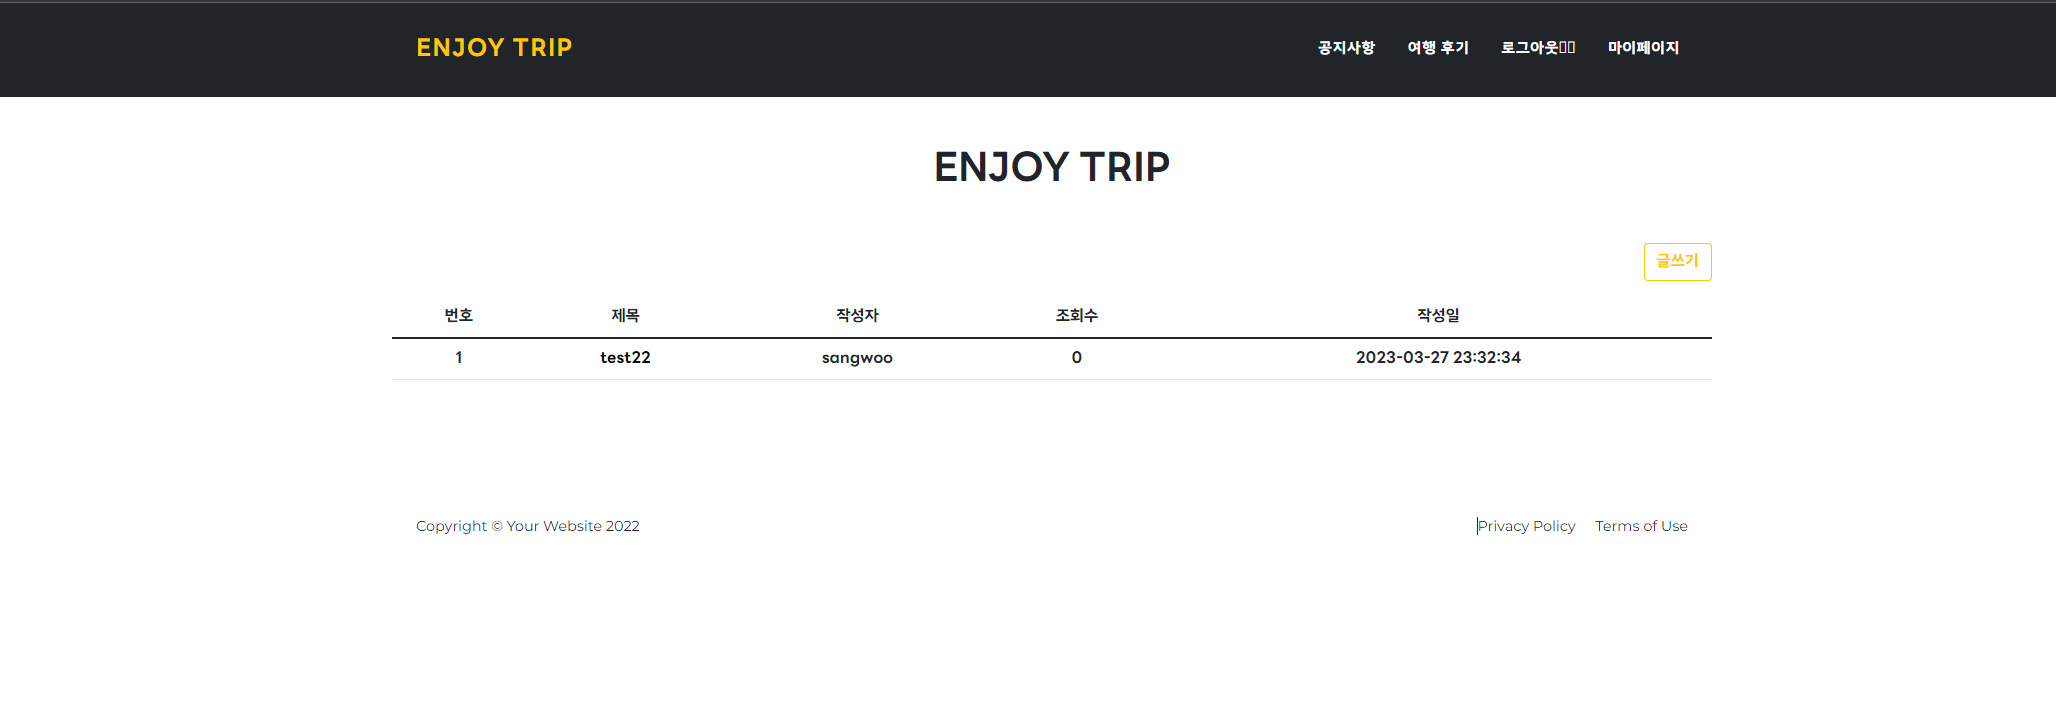 ENJOY TRIP 공지사항 여행 후기 로그아웃 마이페이지
ENJOY TRIP
글쓰기
번호 제목 작성자 조회수 작성일
1 test22 sangwoo 0 2023-03-27 23:32:34
Copyright © Your Website 2022 Privacy Policy Terms of Use